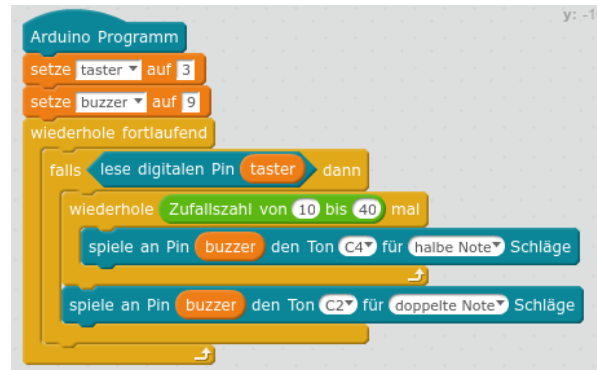 y: -1
Arduino Programm
setze taster auf 3
setze buzzer auf 9
wiederhole fortlaufend
falls lese digitalen Pin taster dann
wiederhole Zufallszahl von 10 bis 40 mal
spiele an Pin buzzer den Ton C4 für halbe Note Schläge
spiele an Pin buzzer den Ton C2 für doppelte Note Schläge